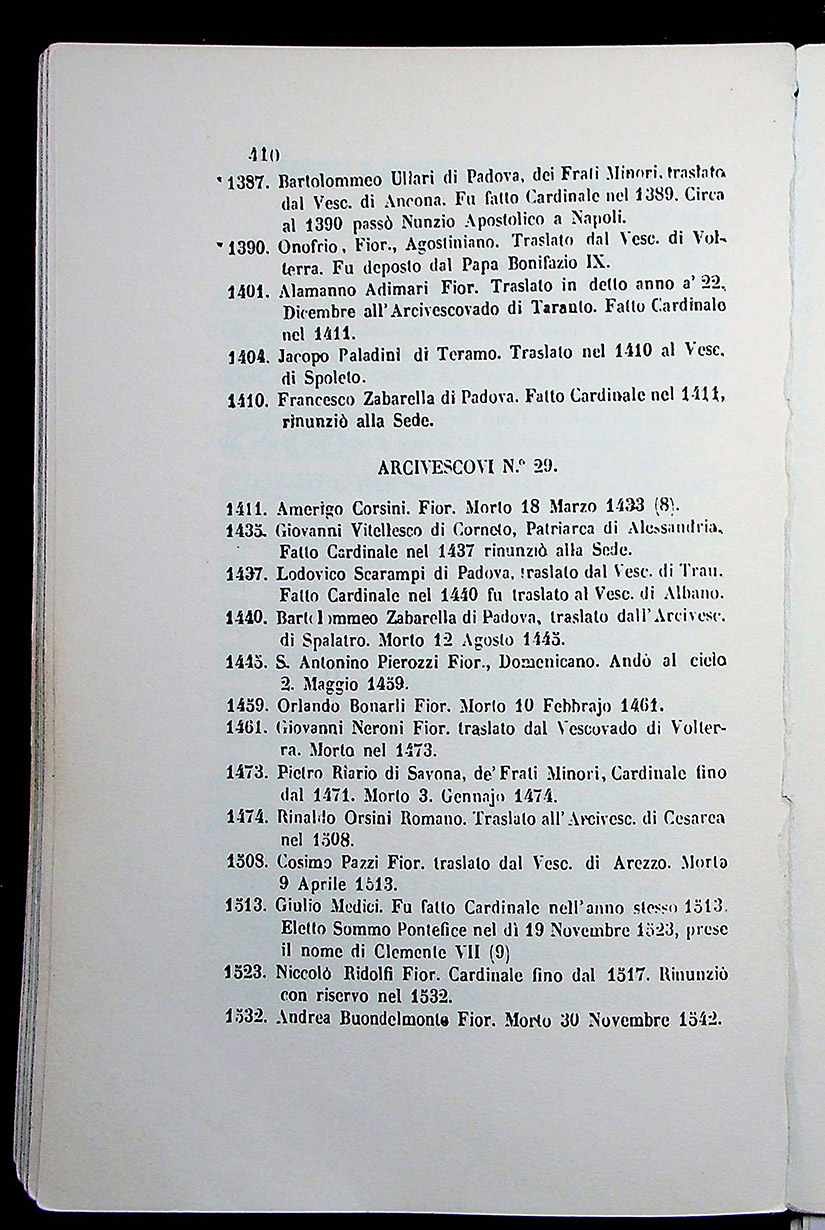 410
* 1387. Bartolommeo Ullari di Padova, dei Frati Minori, traslato
dal Vesc. di Ancona. Fu fatto Cardinale nel 1389. Circa
al 1390 passò Nunzio Apostolico a Napoli.
* 1390. Onofrio, Fior., Agostiniano. Traslato dal Vesc. di Vol-
terra. Fu deposto dal Papa Bonifazio IX.
1401. Alamanno Adimari Fior. Traslato in detto anno a' 22.
Dicembre all'Arcivescovado di Taranto. Fatto Cardinale
nel 1411.
1404. Jacopo Paladini di Teramo. Traslato nel 1410 al Vesc.
di Spoleto.
1410. Francesco Zabarella di Padova. Fatto Cardinale nel 1411,
rinunziò alla Sede.
ARCIVESCOVI N.° 29.
1411. Amerigo Corsini. Fior. Morto 18 Marzo 1433 (8).
1435. Giovanni Vitellesco di Corneto, Patriarca di Alessandria.
Fatto Cardinale nel 1437 rinunziò alla Sede.
1437. Lodovico Scarampi di Padova, traslato dal Vesc. di Trau.
Fatto Cardinale nel 1440 fu traslato al Vesc. di Albano.
1440. Bartolommeo Zabarella di Padova, traslato dall'Arcivesc.
di Spalatro. Morto 12 Agosto 1445.
1445. S. Antonino Pierozzi Fior., Domenicano. Andò al cielo
2. Maggio 1459.
1459. Orlando Bonarli Fior. Morto 10 Febbrajo 1461.
1461. Giovanni Neroni Fior. traslato dal Vescovado di Volter-
ra. Morto nel 1473.
1473. Pietro Riario di Savona, de' Frati Minori, Cardinale fino
dal 1471. Morto 3. Gennajo 1474.
1474. Rinaldo Orsini Romano. Traslato all'Arcivesc. di Cesarea
nel 1508.
1508. Cosimo Pazzi Fior. traslato dal Vesc. di Arezzo. Morto
9 Aprile 1513.
1513. Giulio Medici. Fu fatto Cardinale nell'anno stesso 1513.
Eletto Sommo Pontefice nel dì 19 Novembre 1523, prese
il nome di Clemente VII (9)
1523. Niccolò Ridolfi Fior. Cardinale fino dal 1517. Rinunziò
con riservo nel 1532.
1532. Andrea Buondelmonte Fior. Morto 30 Novembre 1542.